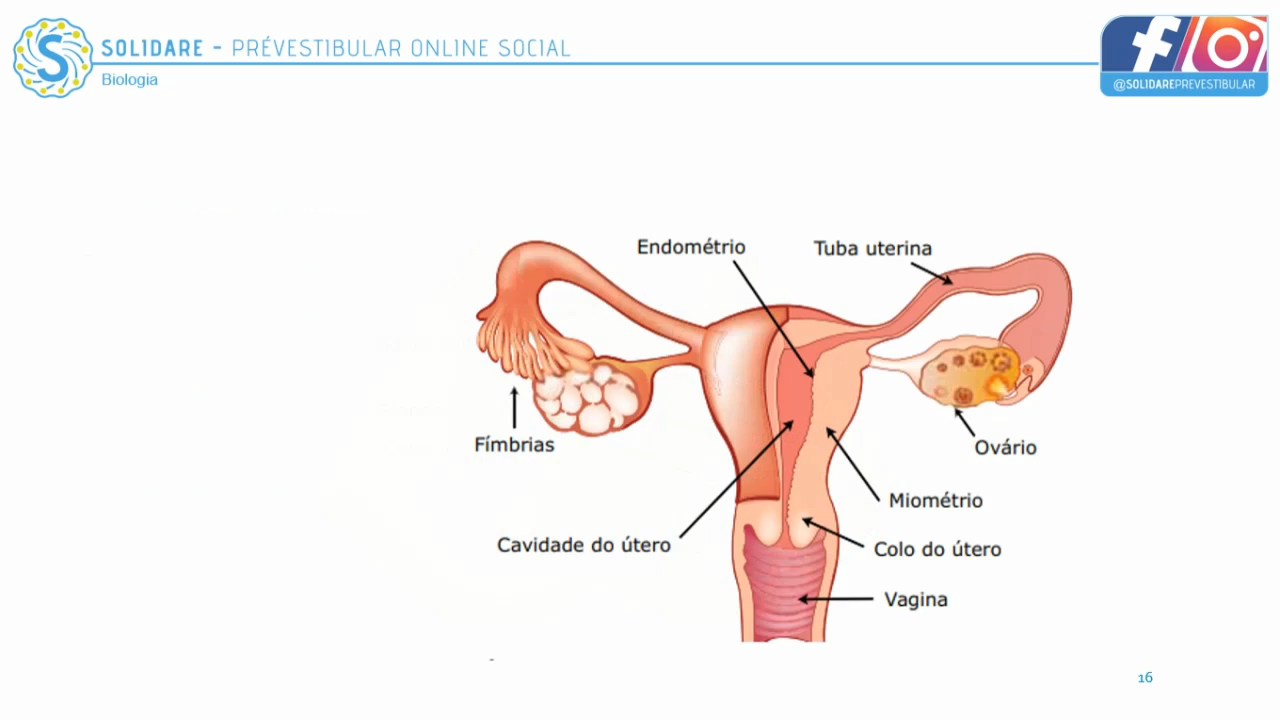 SOLIDARE – PRÉVESTIBULAR ONLINE SOCIAL
Biologia
@SOLIDAREPREVESTIBULAR
Endométrio
Tuba uterina
Fímbrias
Ovário
Miométrio
Cavidade do útero
Colo do útero
Vagina
-
16